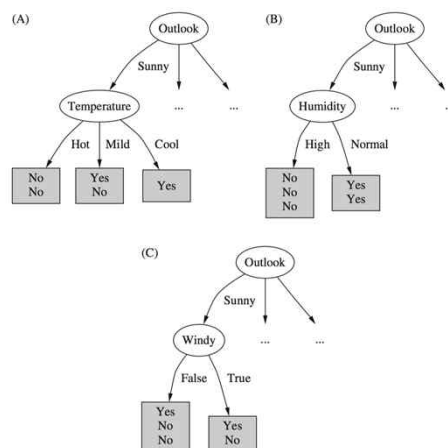 (A)
Outlook
Sunny
... ...
Temperature
Hot Mild Cool
No
No
Yes
No
Yes
(B)
Outlook
Sunny
... ...
Humidity
High Normal
No
No
No
Yes
Yes
(C)
Outlook
Sunny
... ...
Windy
False True
Yes
No
No
Yes
No